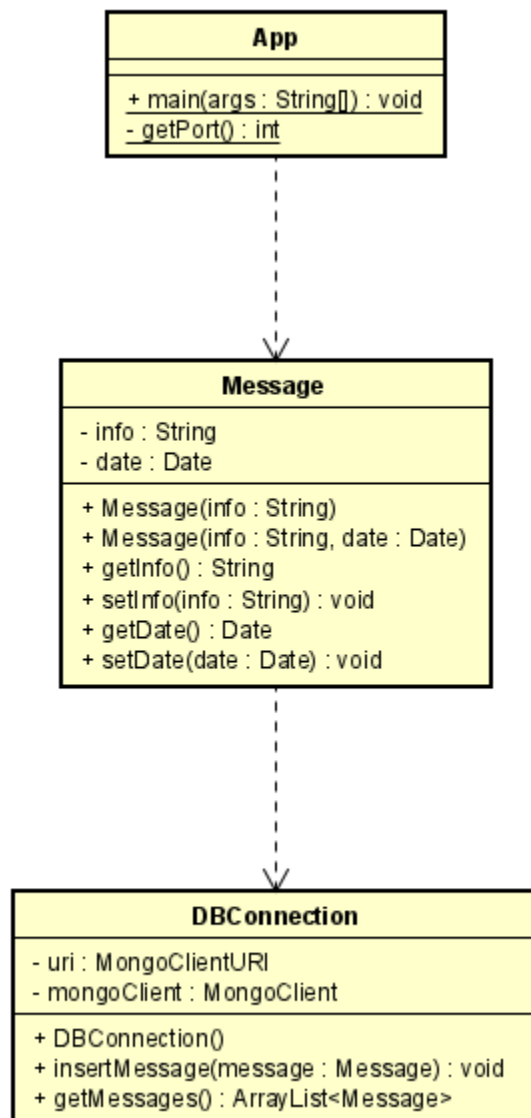 App
+ main(args : String[]) : void
- getPort() : int
Message
- info : String
- date : Date
+ Message(info : String)
+ Message(info : String, date : Date)
+ getInfo() : String
+ setInfo(info : String) : void
+ getDate() : Date
+ setDate(date : Date) : void
DBConnection
- uri : MongoClientURI
- mongoClient : MongoClient
+ DBConnection()
+ insertMessage(message : Message) : void
+ getMessages() : ArrayList<Message>